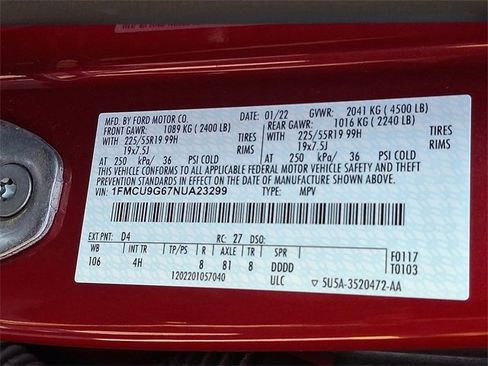 MFD. BY FORD MOTOR CO. 01/22 GVWR: 2041 KG ( 4500 LB)
FRONT GAWR: 1089 KG ( 2400 LB) REAR GAWR: 1016 KG ( 2240 LB)
225/55R19 99H TIRES 225/55R19 99H TIRES
19x7.5J RIMS 19x7.5J RIMS
AT 250 kPa/ 36 PSI COLD AT 250 kPa/ 36 PSI COLD
THIS VEHICLE CONFORMS TO ALL APPLICABLE FEDERAL MOTOR VEHICLE SAFETY AND THEFT
PREVENTION STANDARDS IN EFFECT ON THE DATE OF MANUFACTURE SHOWN ABOVE.
VIN: 1FMCU9G67NUA23299 TYPE: MPV
EXT PNT: D4 RC: 27 DSO:
WB INT TR TP/PS R AX TR SPR F0117
106 4H 8 81 8 DDDD T0103
1202201057040 ULC ▽ 5U5A-3520472-AA